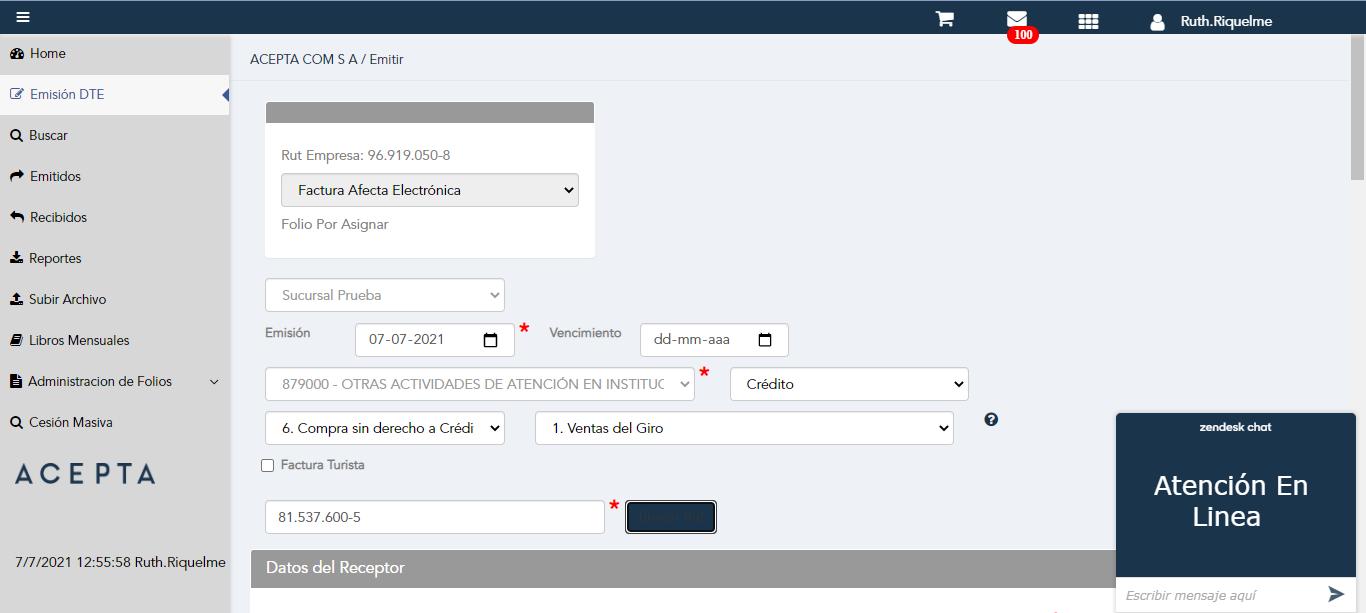 Ruth.Riquelme
100
Home
ACEPTA COM S A / Emitir
Emisión DTE
Buscar
Emitidos
Recibidos
Reportes
Subir Archivo
Libros Mensuales
Administracion de Folios
Cesión Masiva
ACEPTA
7/7/2021 12:55:58 Ruth.Riquelme
Rut Empresa: 96.919.050-8
Factura Afecta Electrónica
Folio Por Asignar
Sucursal Prueba
Emisión 07-07-2021 * Vencimiento dd-mm-aaa
879000 - OTRAS ACTIVIDADES DE ATENCIÓN EN INSTITUC * Crédito
6. Compra sin derecho a Crédi 1. Ventas del Giro ?
Factura Turista
81.537.600-5 *
Datos del Receptor
zendesk chat
Atención En
Linea
Escribir mensaje aquí